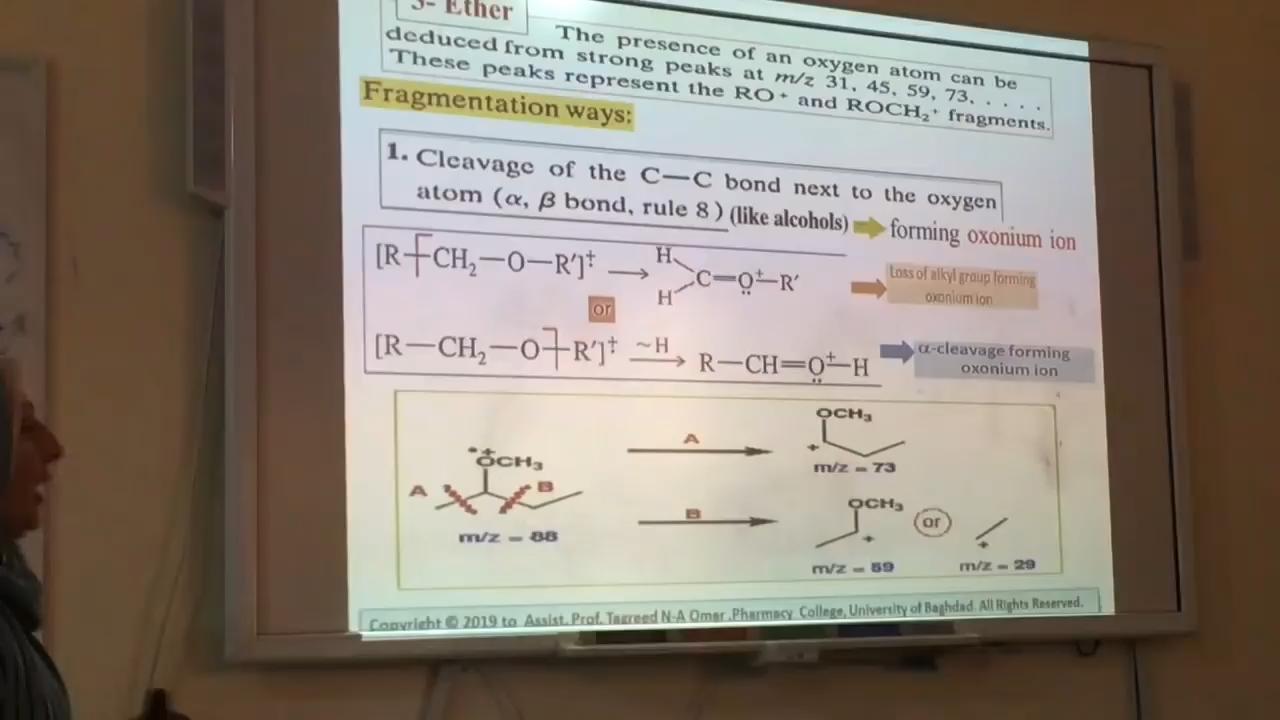 3- Ether
The presence of an oxygen atom can be
deduced from strong peaks at m/z 31, 45, 59, 73, . . . . .
These peaks represent the RO⁺ and ROCH₂⁺ fragments.
Fragmentation ways:
1. Cleavage of the C—C bond next to the oxygen
atom (α, β bond, rule 8) (like alcohols) forming oxonium ion
[R—CH₂—O—R′]‡ → H H C=O⁺—R′
Loss of alkyl group forming
oxonium ion
or
[R—CH₂—O—R′]‡ ~H → R—CH=O⁺—H
α-cleavage forming
oxonium ion
OCH₃
A
m/z = 73
OCH₃
A B
m/z = 88
B
OCH₃
or
m/z = 59 m/z = 29
Copyright © 2019 to Assist. Prof. Tagreed N-A Omar ,Pharmacy College, University of Baghdad. All Rights Reserved.